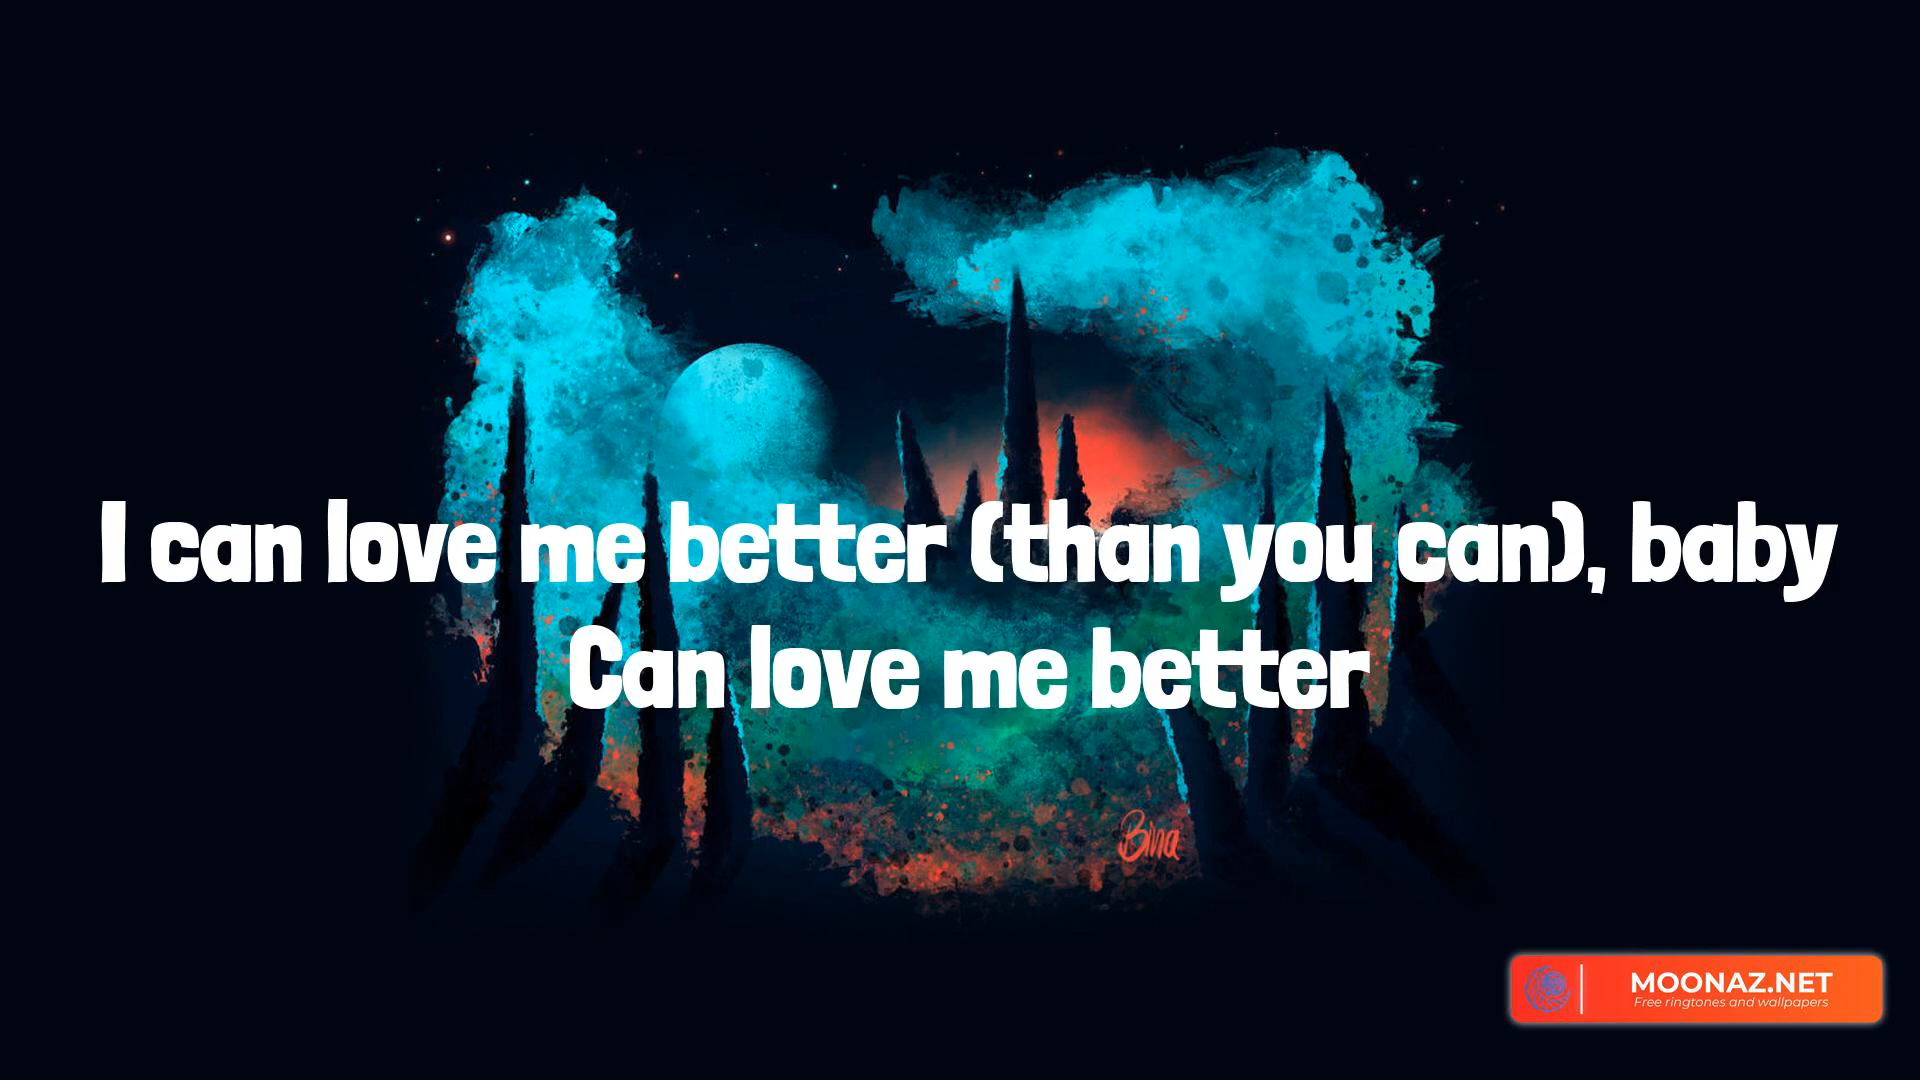 I can love me better (than you can), baby
Can love me better
Bina
MOONAZ.NET
Free ringtones and wallpapers